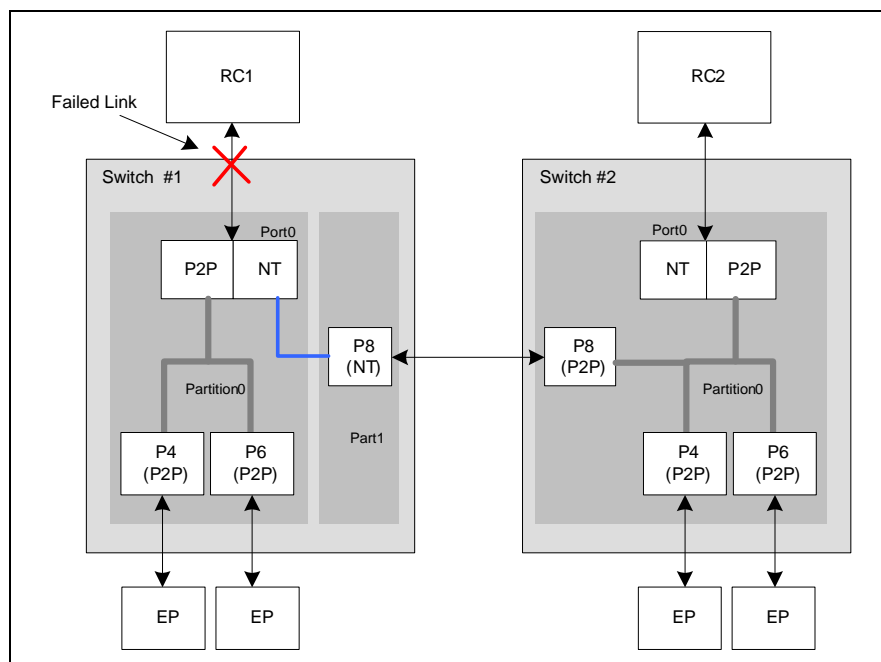 RC1
RC2
Failed Link
Switch #1
Switch #2
Port0
P2P
NT
Port0
NT
P2P
P8
(NT)
P8
(P2P)
Partition0
Partition0
Part1
P4
(P2P)
P6
(P2P)
P4
(P2P)
P6
(P2P)
EP
EP
EP
EP